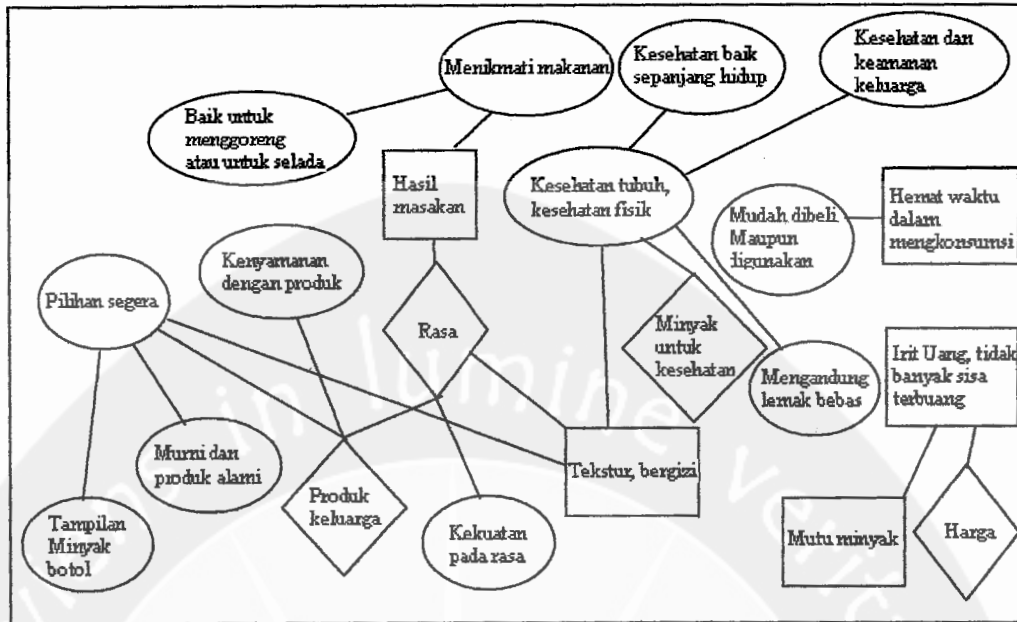 Menikmati makanan
Kesehatan baik
sepanjang hidup
Kesehatan dan
keamanan
keluarga
Baik untuk
menggoreng
atau untuk selada
Hasil
masakan
Kesehatan tubuh,
kesehatan fisik
Mudah dibeli
Maupun
digunakan
Hemat waktu
dalam
mengkonsumsi
Kenyamanan
dengan produk
Pilihan segera
Rasa
Minyak
untuk
kesehatan
Mengandung
lemak bebas
Irit Uang, tidak
banyak sisa
terbuang
Murni dan
produk alami
Tekstur, bergizi
Produk
keluarga
Tampilan
Minyak
botol
Kekuatan
pada rasa
Mutu minyak
Harga
in lumine verit